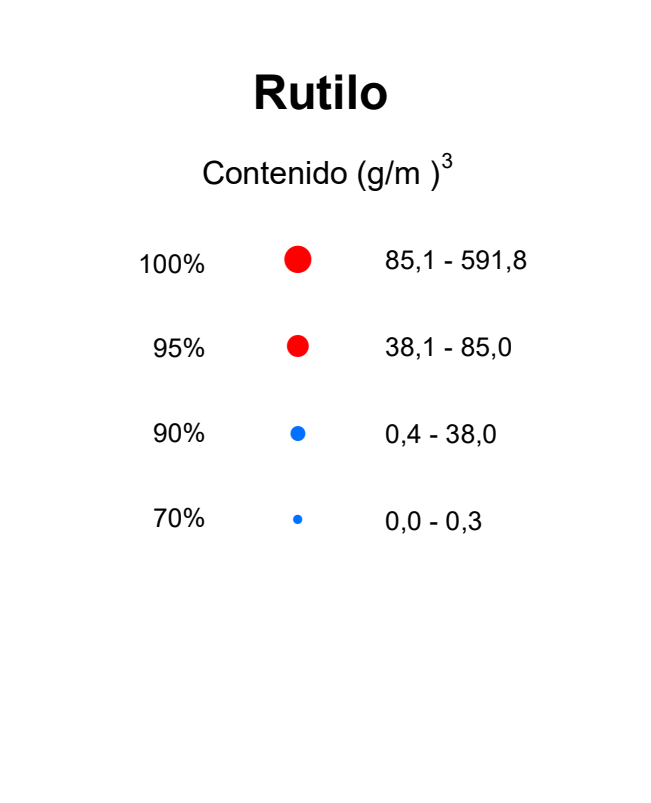 Rutilo
Contenido (g/m )³
100% 85,1 - 591,8
95% 38,1 - 85,0
90% 0,4 - 38,0
70% 0,0 - 0,3